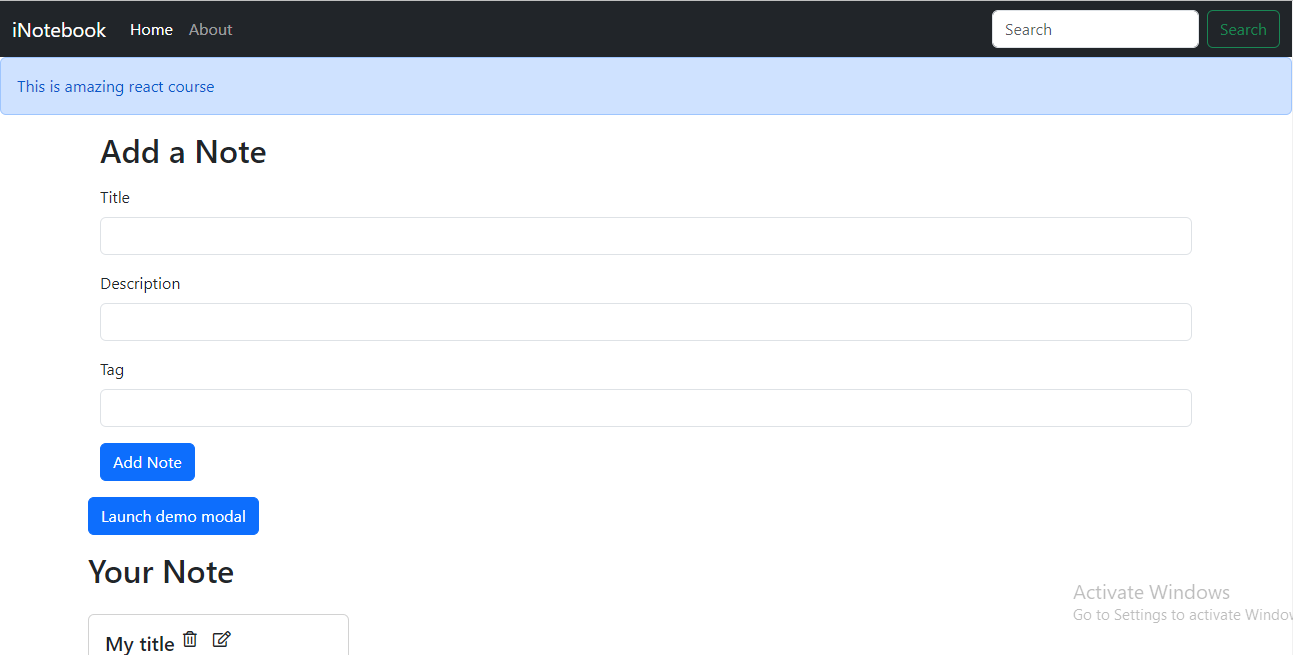 iNotebook Home About Search Search
This is amazing react course
Add a Note
Title
Description
Tag
Add Note
Launch demo modal
Your Note
Activate Windows
Go to Settings to activate Window
My title